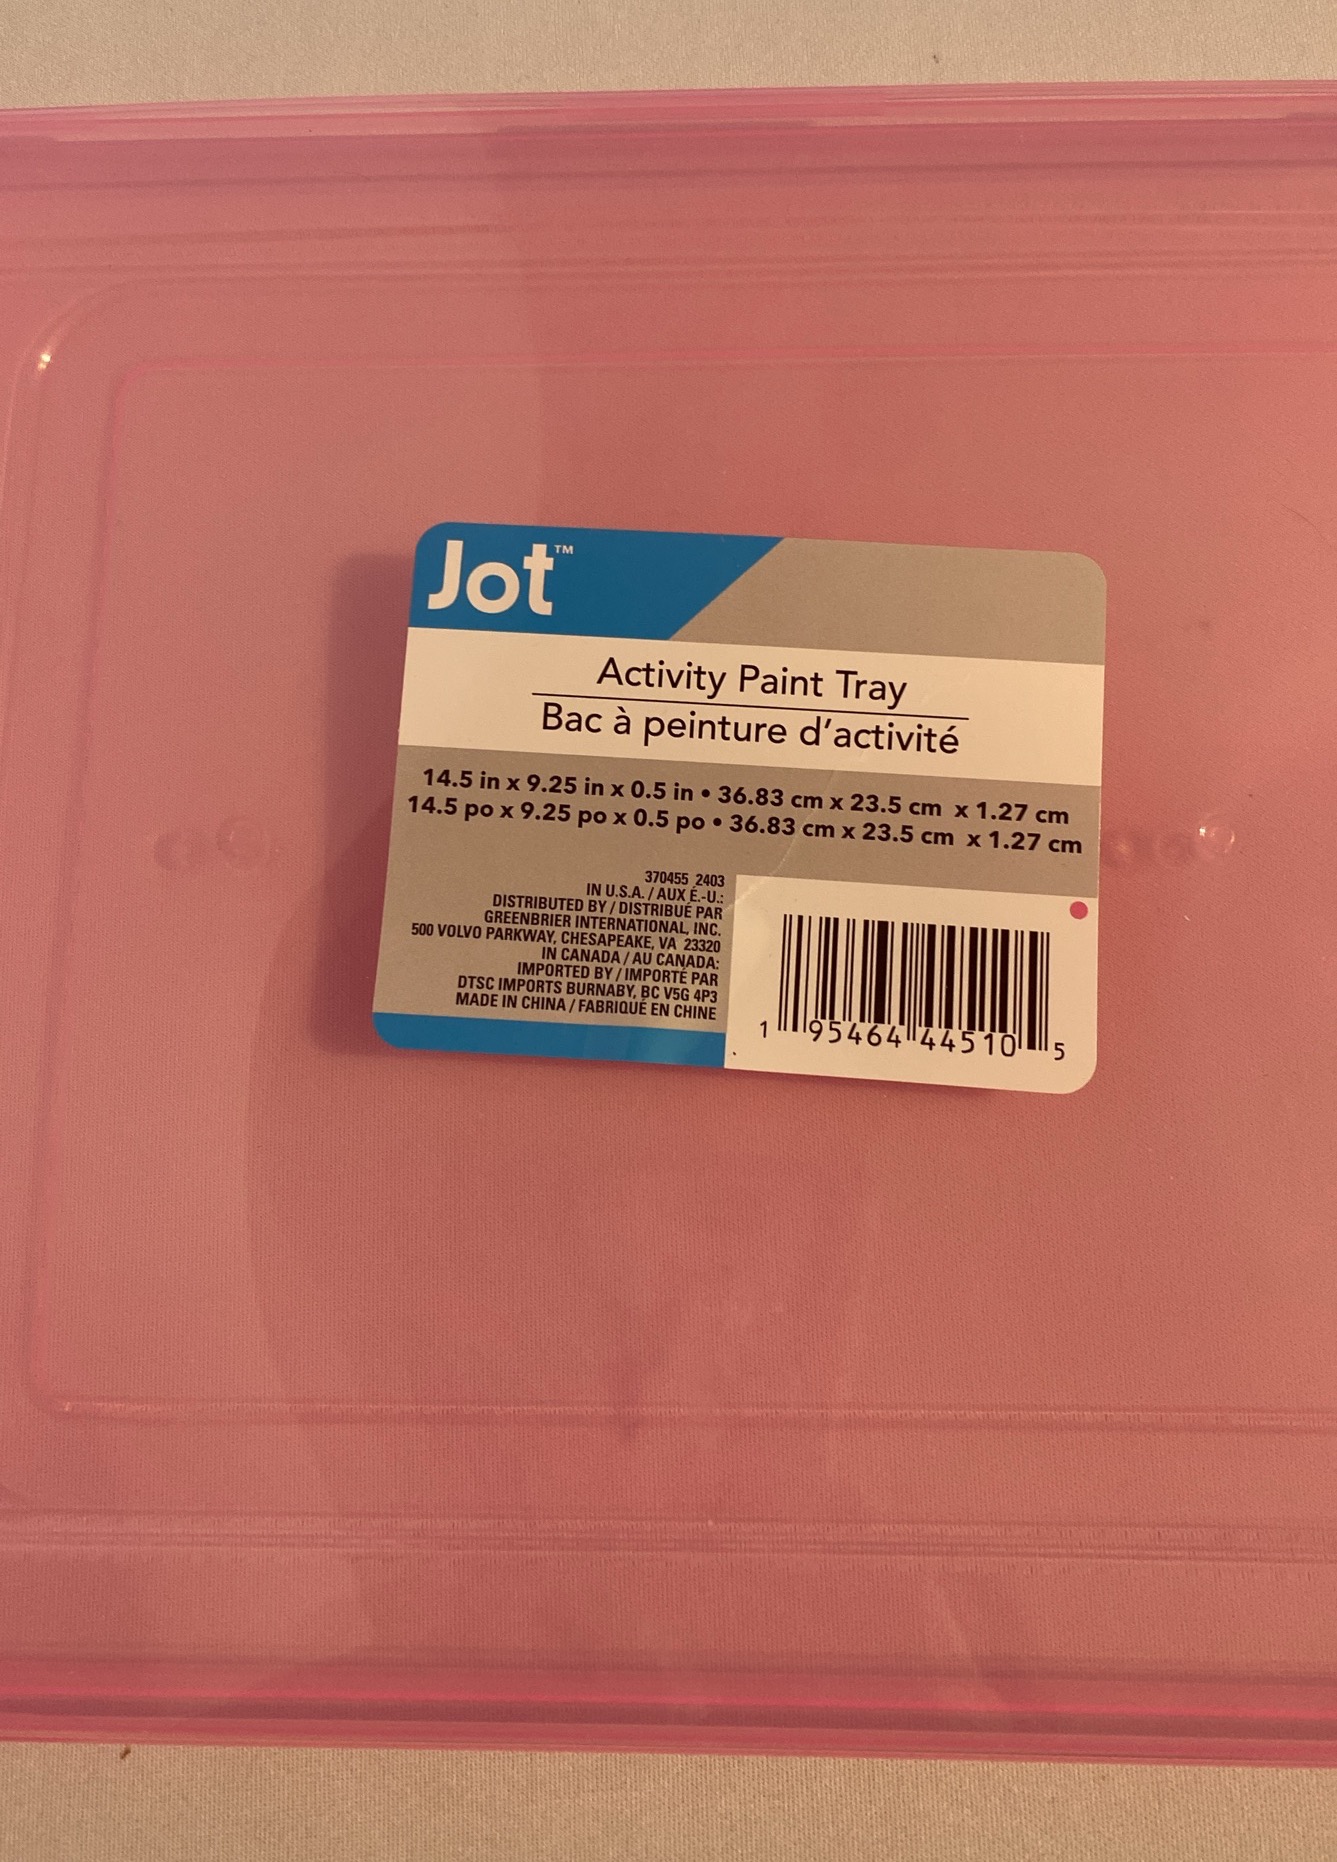 Jot™
Activity Paint Tray
Bac à peinture d'activité
14.5 in x 9.25 in x 0.5 in • 36.83 cm x 23.5 cm x 1.27 cm
14.5 po x 9.25 po x 0.5 po • 36.83 cm x 23.5 cm x 1.27 cm
370455 2403
IN U.S.A. / AUX É.-U.:
DISTRIBUTED BY / DISTRIBUÉ PAR
GREENBRIER INTERNATIONAL, INC.
500 VOLVO PARKWAY, CHESAPEAKE, VA 23320
IN CANADA / AU CANADA:
IMPORTED BY / IMPORTÉ PAR
DTSC IMPORTS BURNABY, BC V5G 4P3
MADE IN CHINA / FABRIQUÉ EN CHINE
1 95464 44510 5